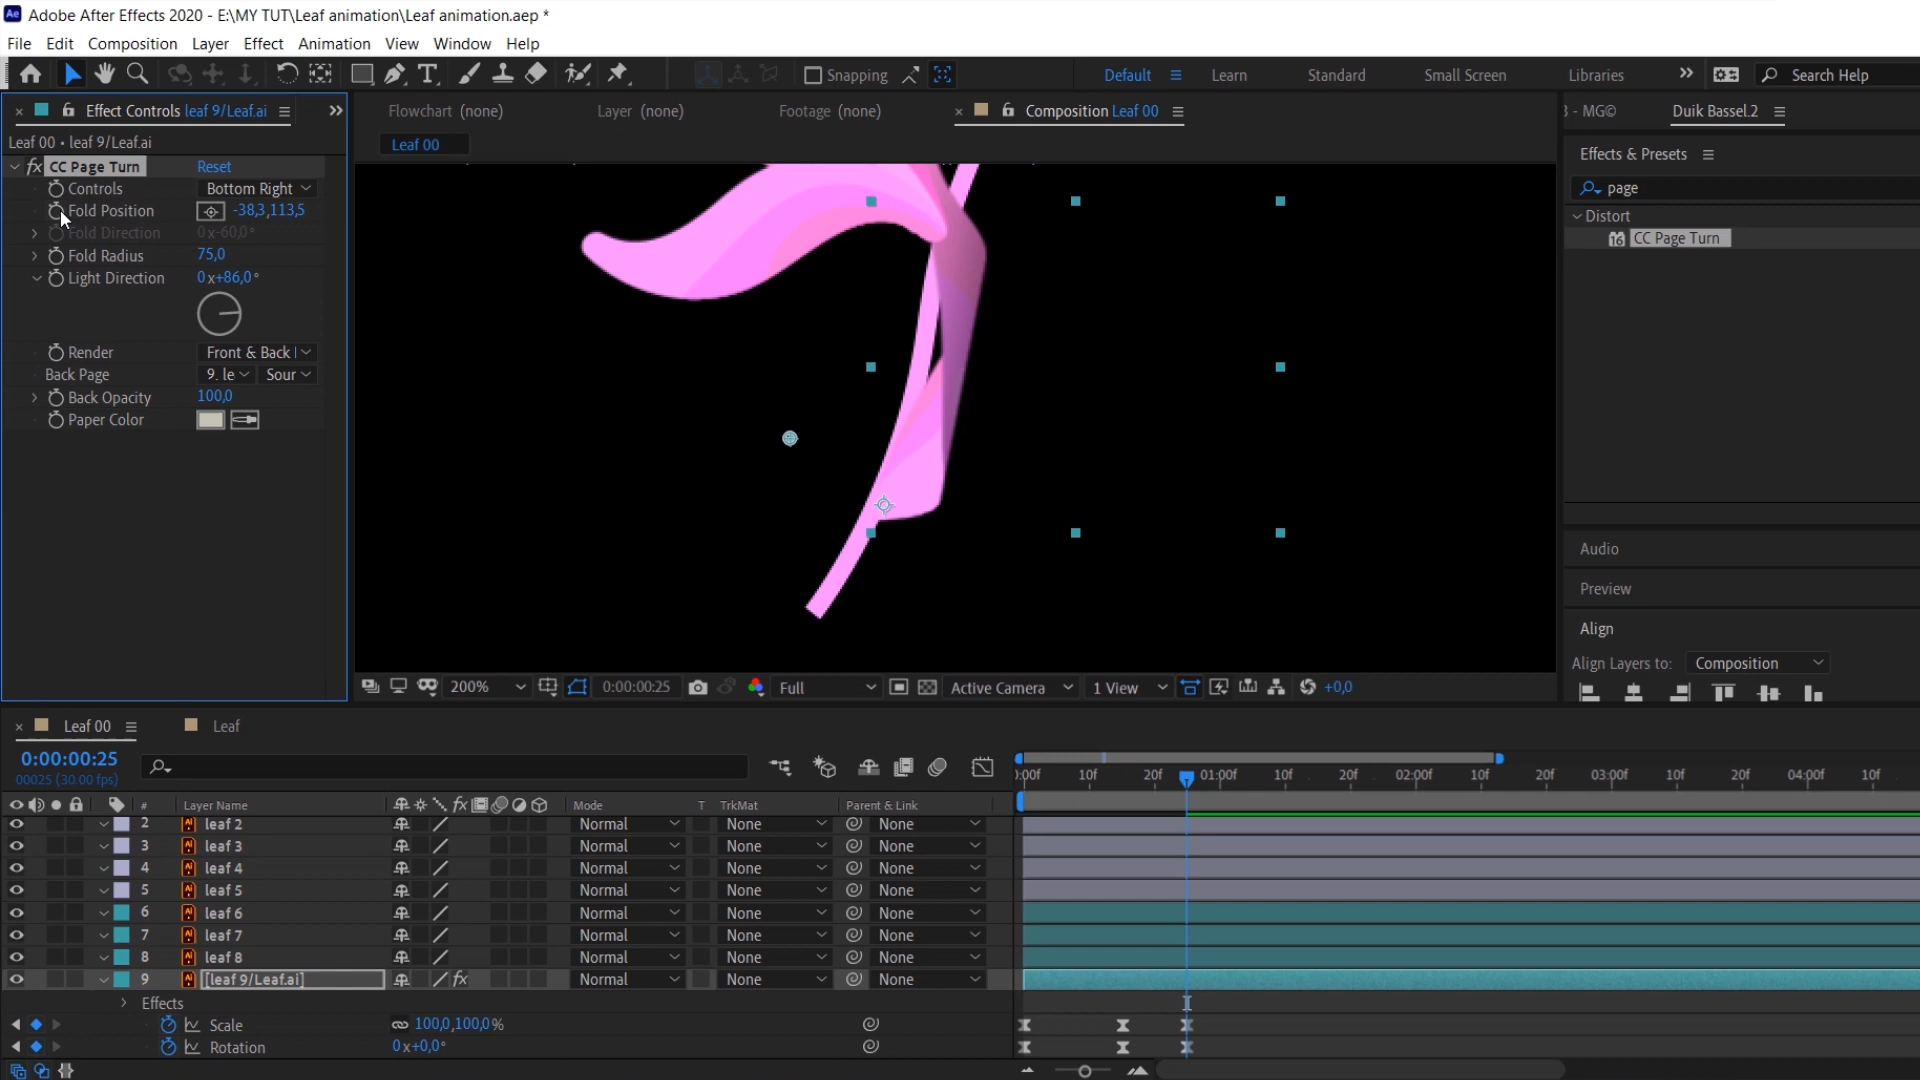 Adobe After Effects 2020 - E:\MY TUT\Leaf animation\Leaf animation.aep *
File Edit Composition Layer Effect Animation View Window Help
Snapping Default Learn Standard Small Screen Libraries Search Help
Effect Controls leaf 9/Leaf.ai
Flowchart (none) Layer (none) Footage (none) Composition Leaf 00
- MG© Duik Bassel.2
Leaf 00 • leaf 9/Leaf.ai
Leaf 00
Effects & Presets
fx CC Page Turn Reset
Controls Bottom Right
page
Fold Position -38,3,113,5
Distort
Fold Direction 0x-60,0°
CC Page Turn
Fold Radius 75,0
Light Direction 0x+86,0°
Render Front & Back
Back Page 9. le Sour
Back Opacity 100,0
Paper Color
Audio
Preview
Align
Align Layers to: Composition
200% 0:00:00:25 Full Active Camera 1 View +0,0
Leaf 00 Leaf
0:00:00:25
00025 (30.00 fps)
:00f 10f 20f 01:00f 10f 20f 02:00f 10f 20f 03:00f 10f 20f 04:00f 10f
# Layer Name fx Mode T TrkMat Parent & Link
2 leaf 2 Normal None None
3 leaf 3 Normal None None
4 leaf 4 Normal None None
5 leaf 5 Normal None None
6 leaf 6 Normal None None
7 leaf 7 Normal None None
8 leaf 8 Normal None None
9 [leaf 9/Leaf.ai] fx Normal None None
Effects
Scale 100,0,100,0%
Rotation 0x+0,0°